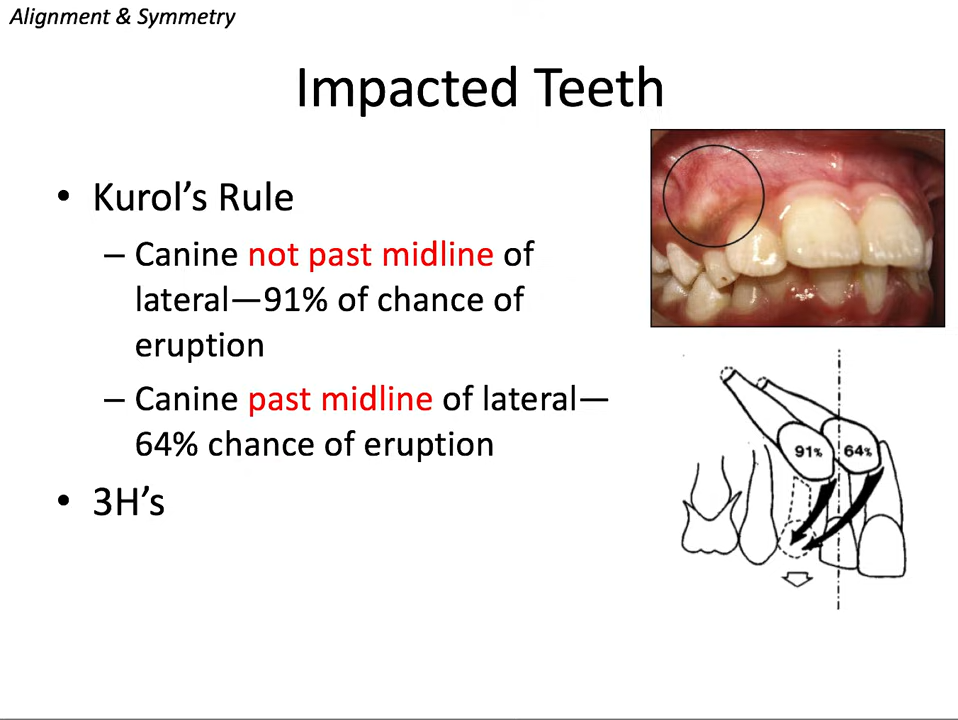 Alignment & Symmetry
Impacted Teeth
• Kurol’s Rule
– Canine not past midline of
lateral—91% of chance of
eruption
– Canine past midline of lateral—
64% chance of eruption
• 3H’s
91% 64%